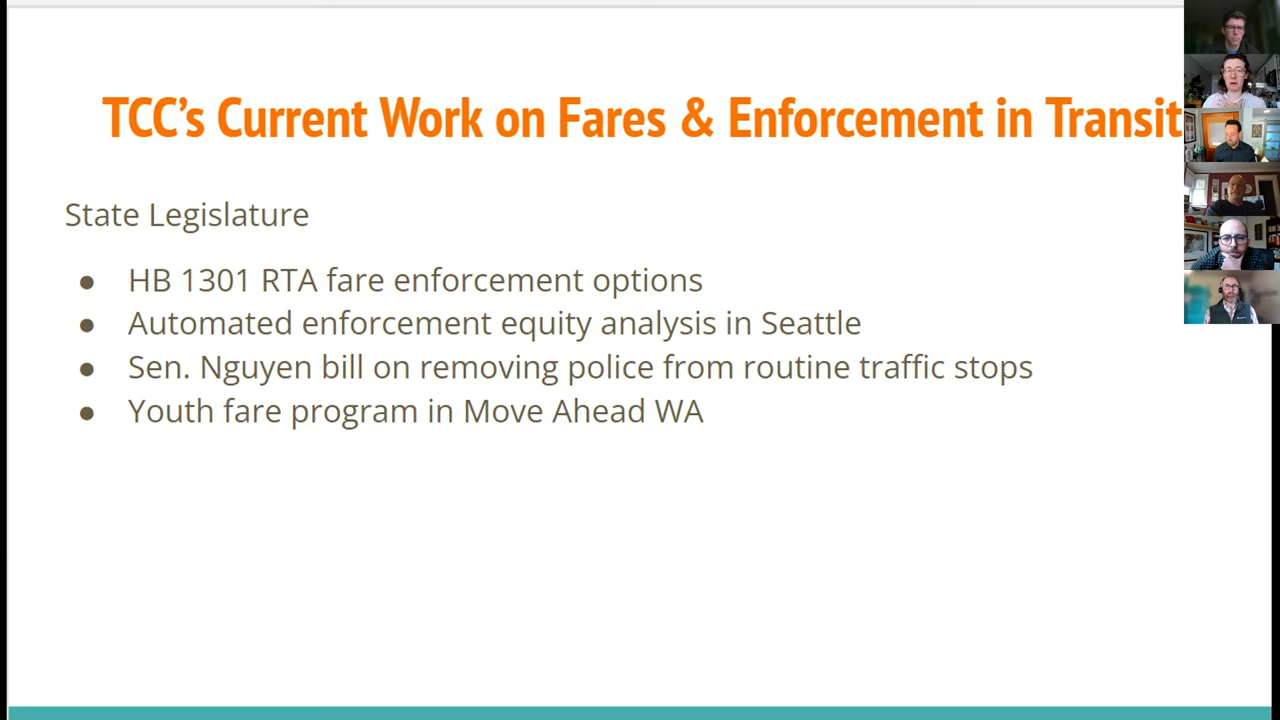 TCC's Current Work on Fares & Enforcement in Transit
State Legislature
● HB 1301 RTA fare enforcement options
● Automated enforcement equity analysis in Seattle
● Sen. Nguyen bill on removing police from routine traffic stops
● Youth fare program in Move Ahead WA